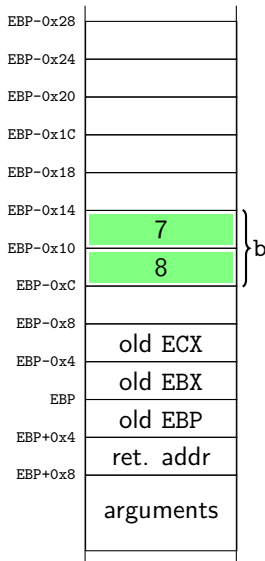 EBP-0x28
EBP-0x24
EBP-0x20
EBP-0x1C
EBP-0x18
EBP-0x14
7
EBP-0x10
b
8
EBP-0xC
EBP-0x8
old ECX
EBP-0x4
old EBX
EBP
old EBP
EBP+0x4
ret. addr
EBP+0x8
arguments